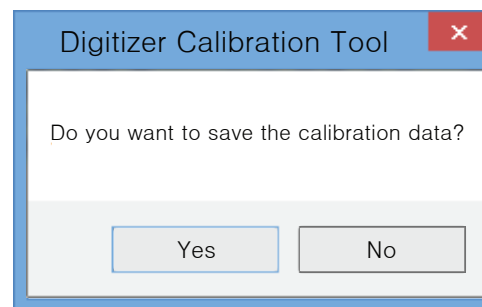 Digitizer Calibration Tool
Do you want to save the calibration data?
Yes
No